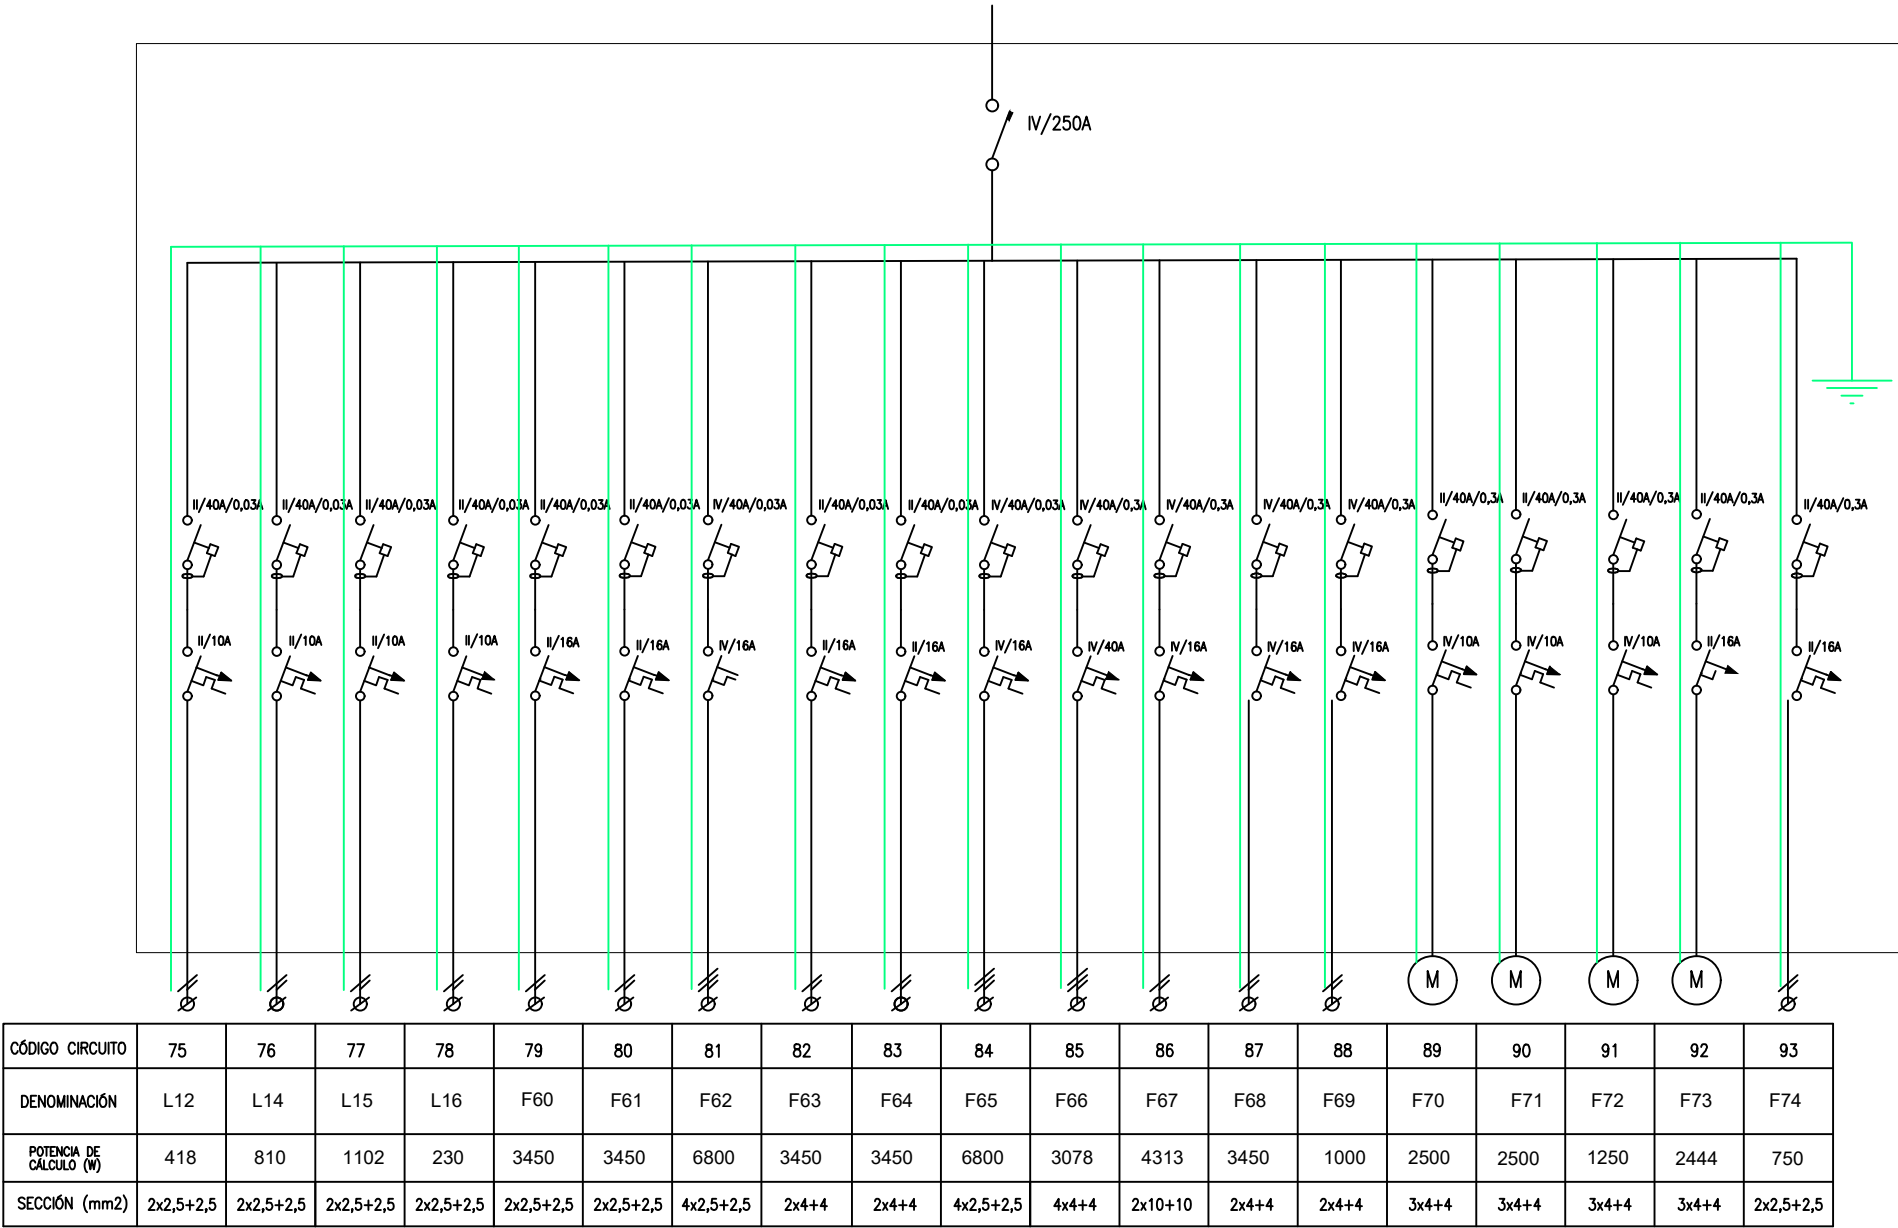 IV/250A
II/40A/0,03A II/40A/0,03A II/40A/0,03A II/40A/0,03A II/40A/0,03A II/40A/0,03A IV/40A/0,03A II/40A/0,03A II/40A/0,03A IV/40A/0,03A IV/40A/0,3A IV/40A/0,3A IV/40A/0,3A IV/40A/0,3A II/40A/0,3A II/40A/0,3A II/40A/0,3A II/40A/0,3A II/40A/0,3A
II/10A II/10A II/10A II/10A II/16A II/16A IV/16A II/16A II/16A IV/16A IV/40A IV/16A IV/16A IV/16A IV/10A IV/10A IV/10A II/16A II/16A
M M M M
CÓDIGO CIRCUITO 75 76 77 78 79 80 81 82 83 84 85 86 87 88 89 90 91 92 93
DENOMINACIÓN L12 L14 L15 L16 F60 F61 F62 F63 F64 F65 F66 F67 F68 F69 F70 F71 F72 F73 F74
POTENCIA DE
CÁLCULO (W) 418 810 1102 230 3450 3450 6800 3450 3450 6800 3078 4313 3450 1000 2500 2500 1250 2444 750
SECCIÓN (mm2) 2x2,5+2,5 2x2,5+2,5 2x2,5+2,5 2x2,5+2,5 2x2,5+2,5 2x2,5+2,5 4x2,5+2,5 2x4+4 2x4+4 4x2,5+2,5 4x4+4 2x10+10 2x4+4 2x4+4 3x4+4 3x4+4 3x4+4 3x4+4 2x2,5+2,5